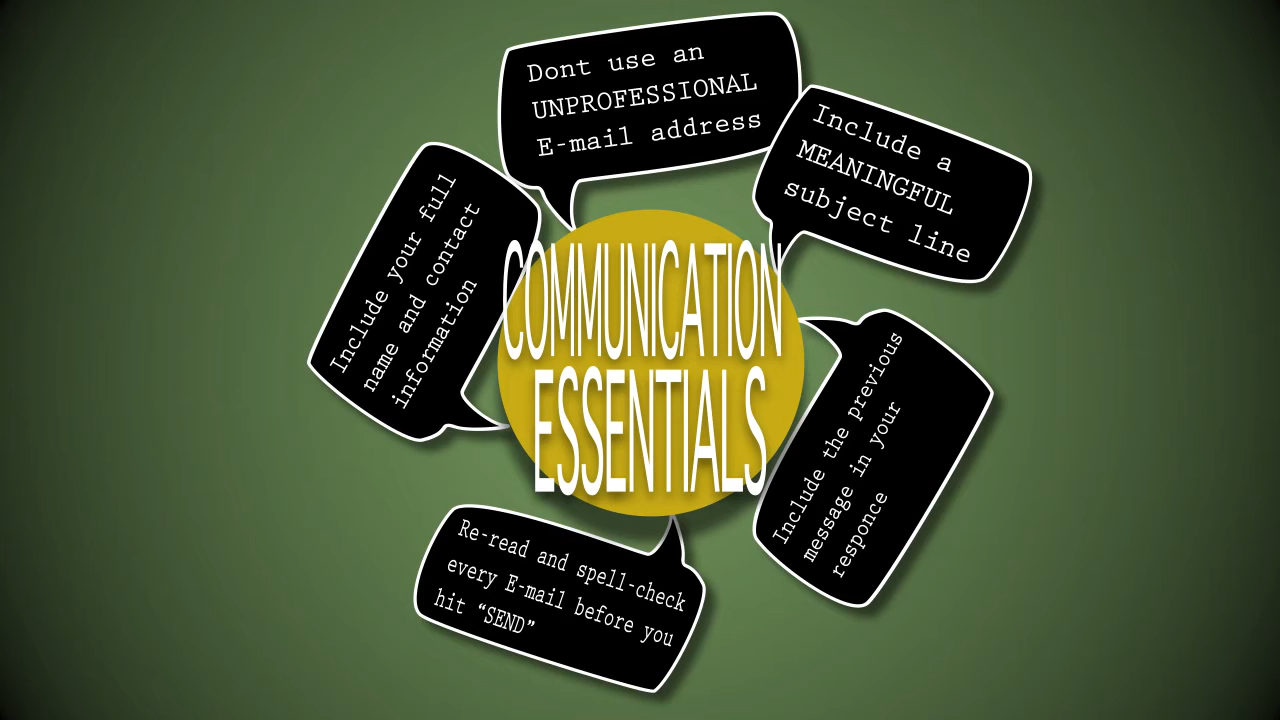 Dont use an
UNPROFESSIONAL
E-mail address
Include a
MEANINGFUL
subject line
Include your full
name and contact
information
COMMUNICATION
ESSENTIALS
Include the previous
message in your
responce
Re-read and spell-check
every E-mail before you
hit “SEND”